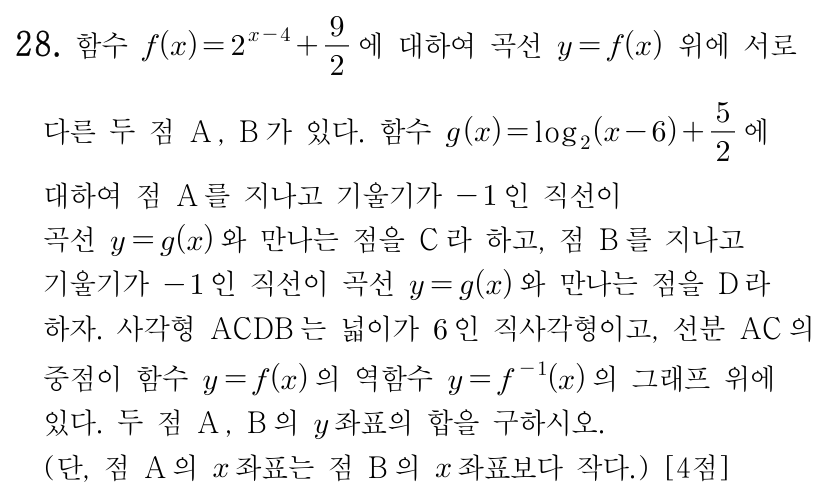 28. 함수 f(x)=2^{x-4}+\frac{9}{2}에 대하여 곡선 y=f(x) 위에 서로
다른 두 점 A, B가 있다. 함수 g(x)=log_2(x-6)+\frac{5}{2}에
대하여 점 A를 지나고 기울기가 -1인 직선이
곡선 y=g(x)와 만나는 점을 C라 하고, 점 B를 지나고
기울기가 -1인 직선이 곡선 y=g(x)와 만나는 점을 D라
하자. 사각형 ACDB는 넓이가 6인 직사각형이고, 선분 AC의
중점이 함수 y=f(x)의 역함수 y=f^{-1}(x)의 그래프 위에
있다. 두 점 A, B의 y좌표의 합을 구하시오.
(단, 점 A의 x좌표는 점 B의 x좌표보다 작다.) [4점]